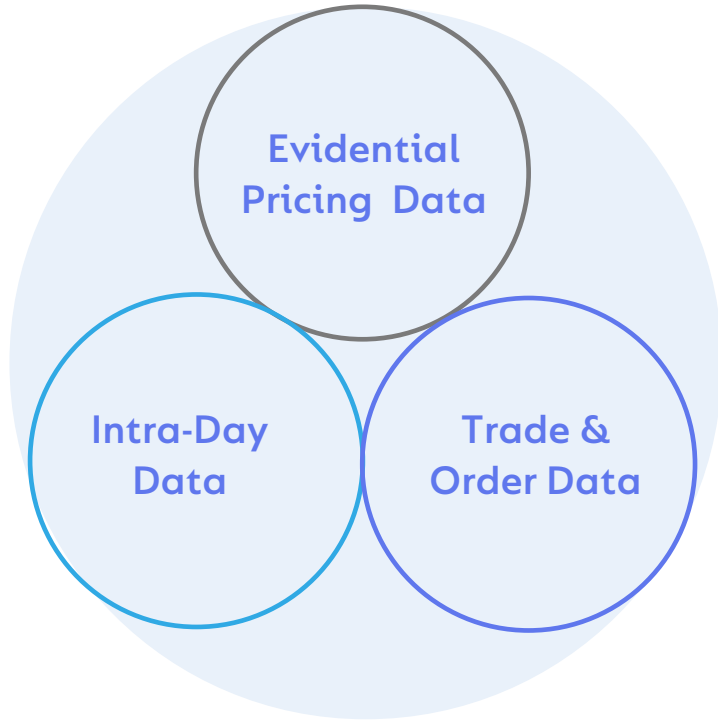 Evidential
Pricing Data
Intra-Day
Data
Trade &
Order Data